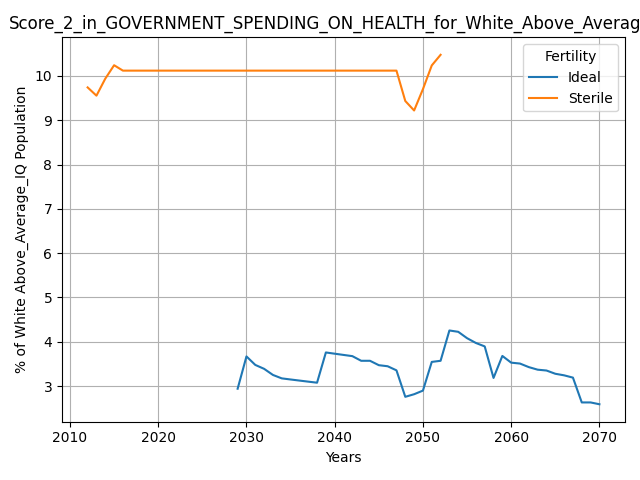 Score_2_in_GOVERNMENT_SPENDING_ON_HEALTH_for_White_Above_Averag
Fertility
Ideal
Sterile
% of White Above_Average_IQ Population
10
9
8
7
6
5
4
3
2010 2020 2030 2040 2050 2060 2070
Years